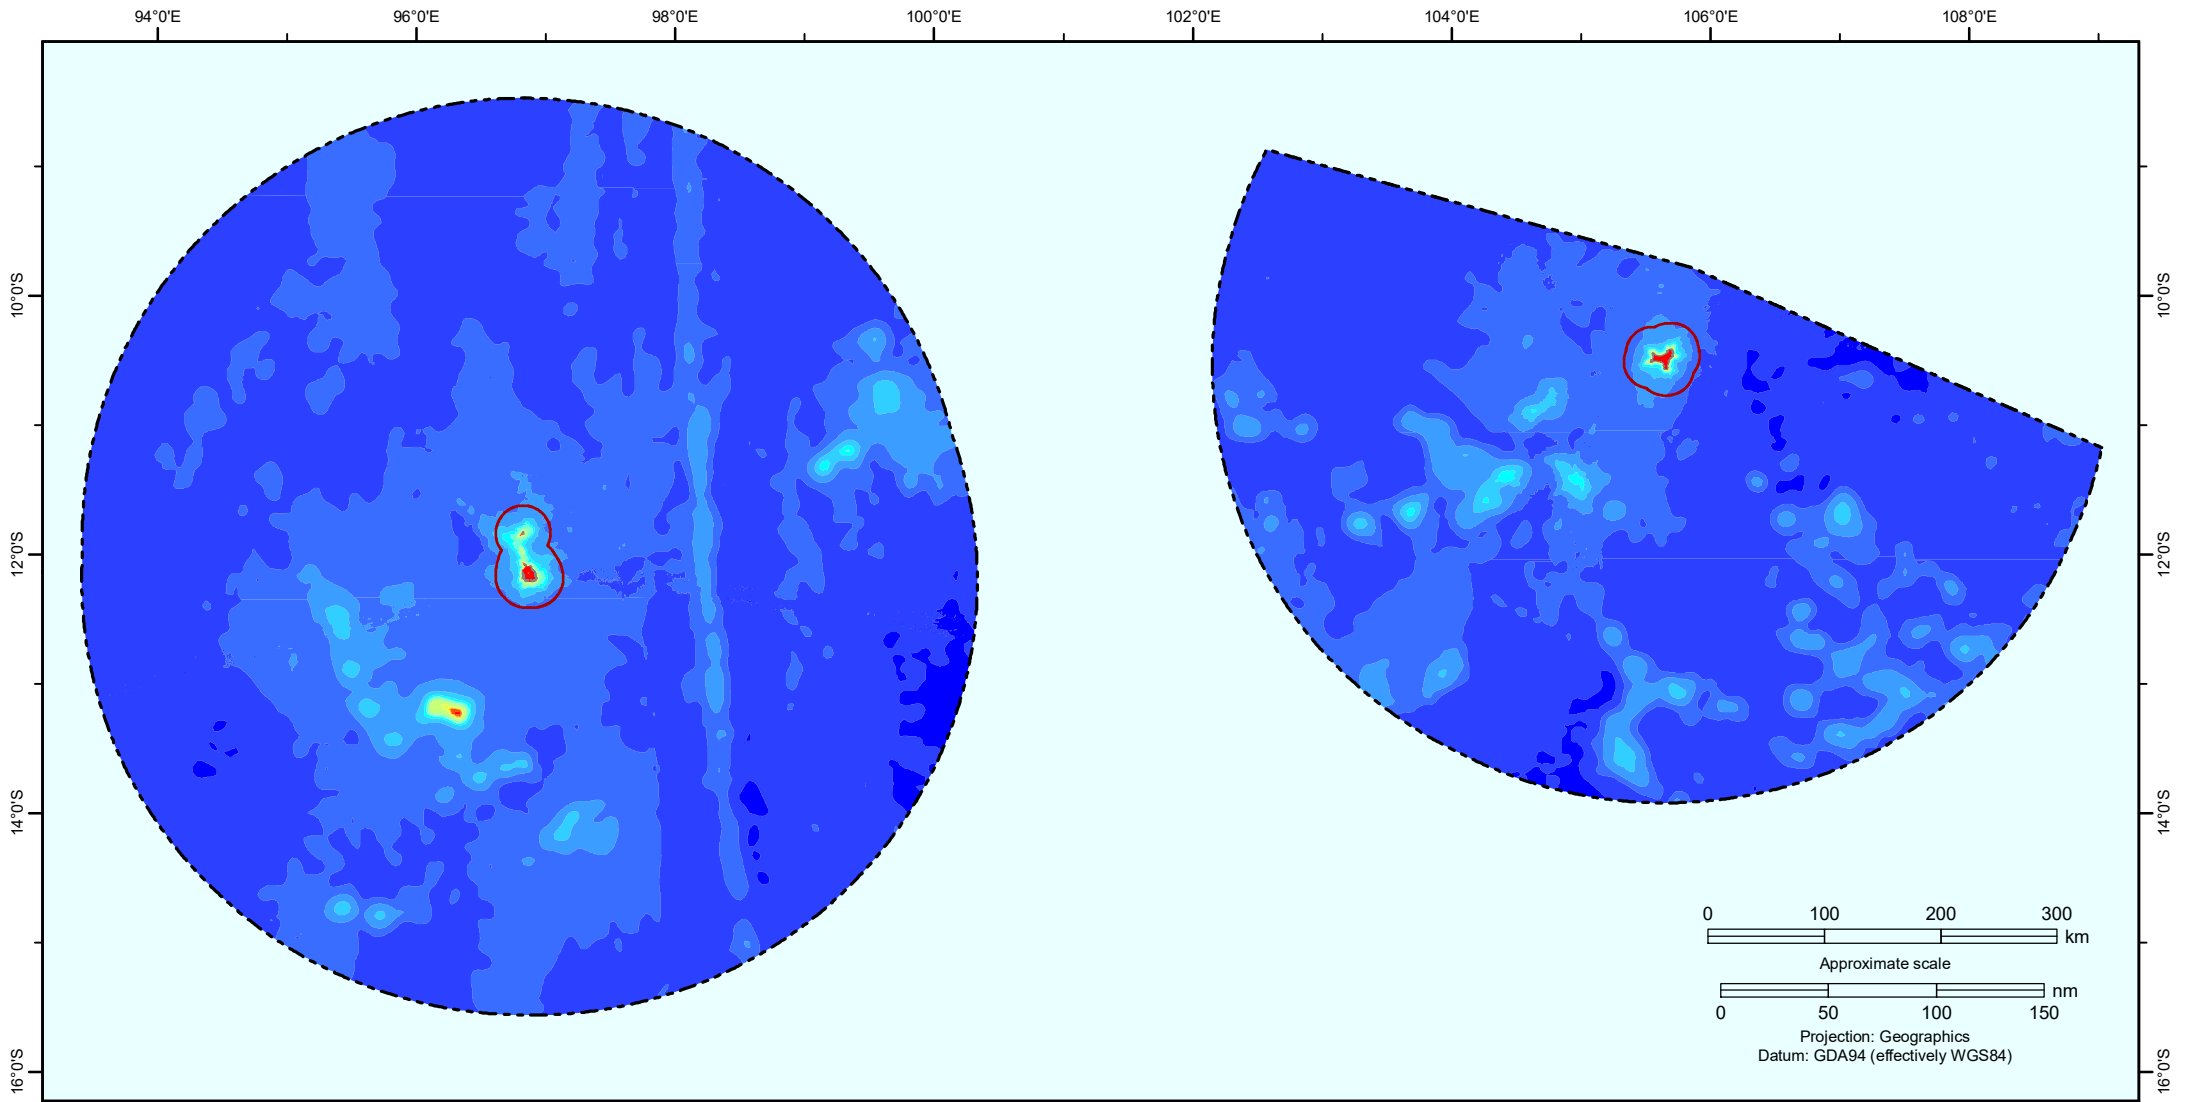 94°0'E 96°0'E 98°0'E 100°0'E 102°0'E 104°0'E 106°0'E 108°0'E
10°0'S 10°0'S
12°0'S 12°0'S
14°0'S 14°0'S
0 100 200 300
km
Approximate scale
nm
0 50 100 150
Projection: Geographics
Datum: GDA94 (effectively WGS84)
16°0'S 16°0'S